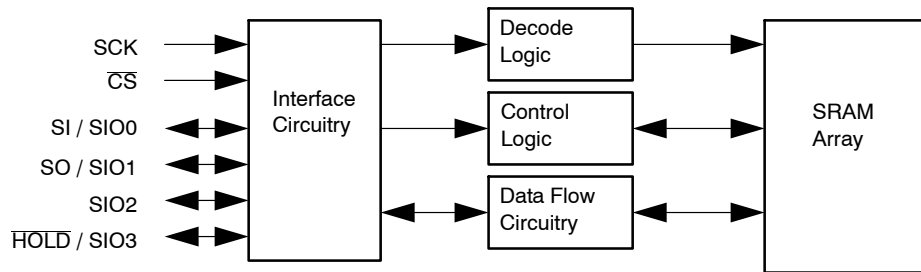 SCK
CS
SI / SIO0
SO / SIO1
SIO2
HOLD / SIO3
Interface
Circuitry
Decode
Logic
Control
Logic
Data Flow
Circuitry
SRAM
Array